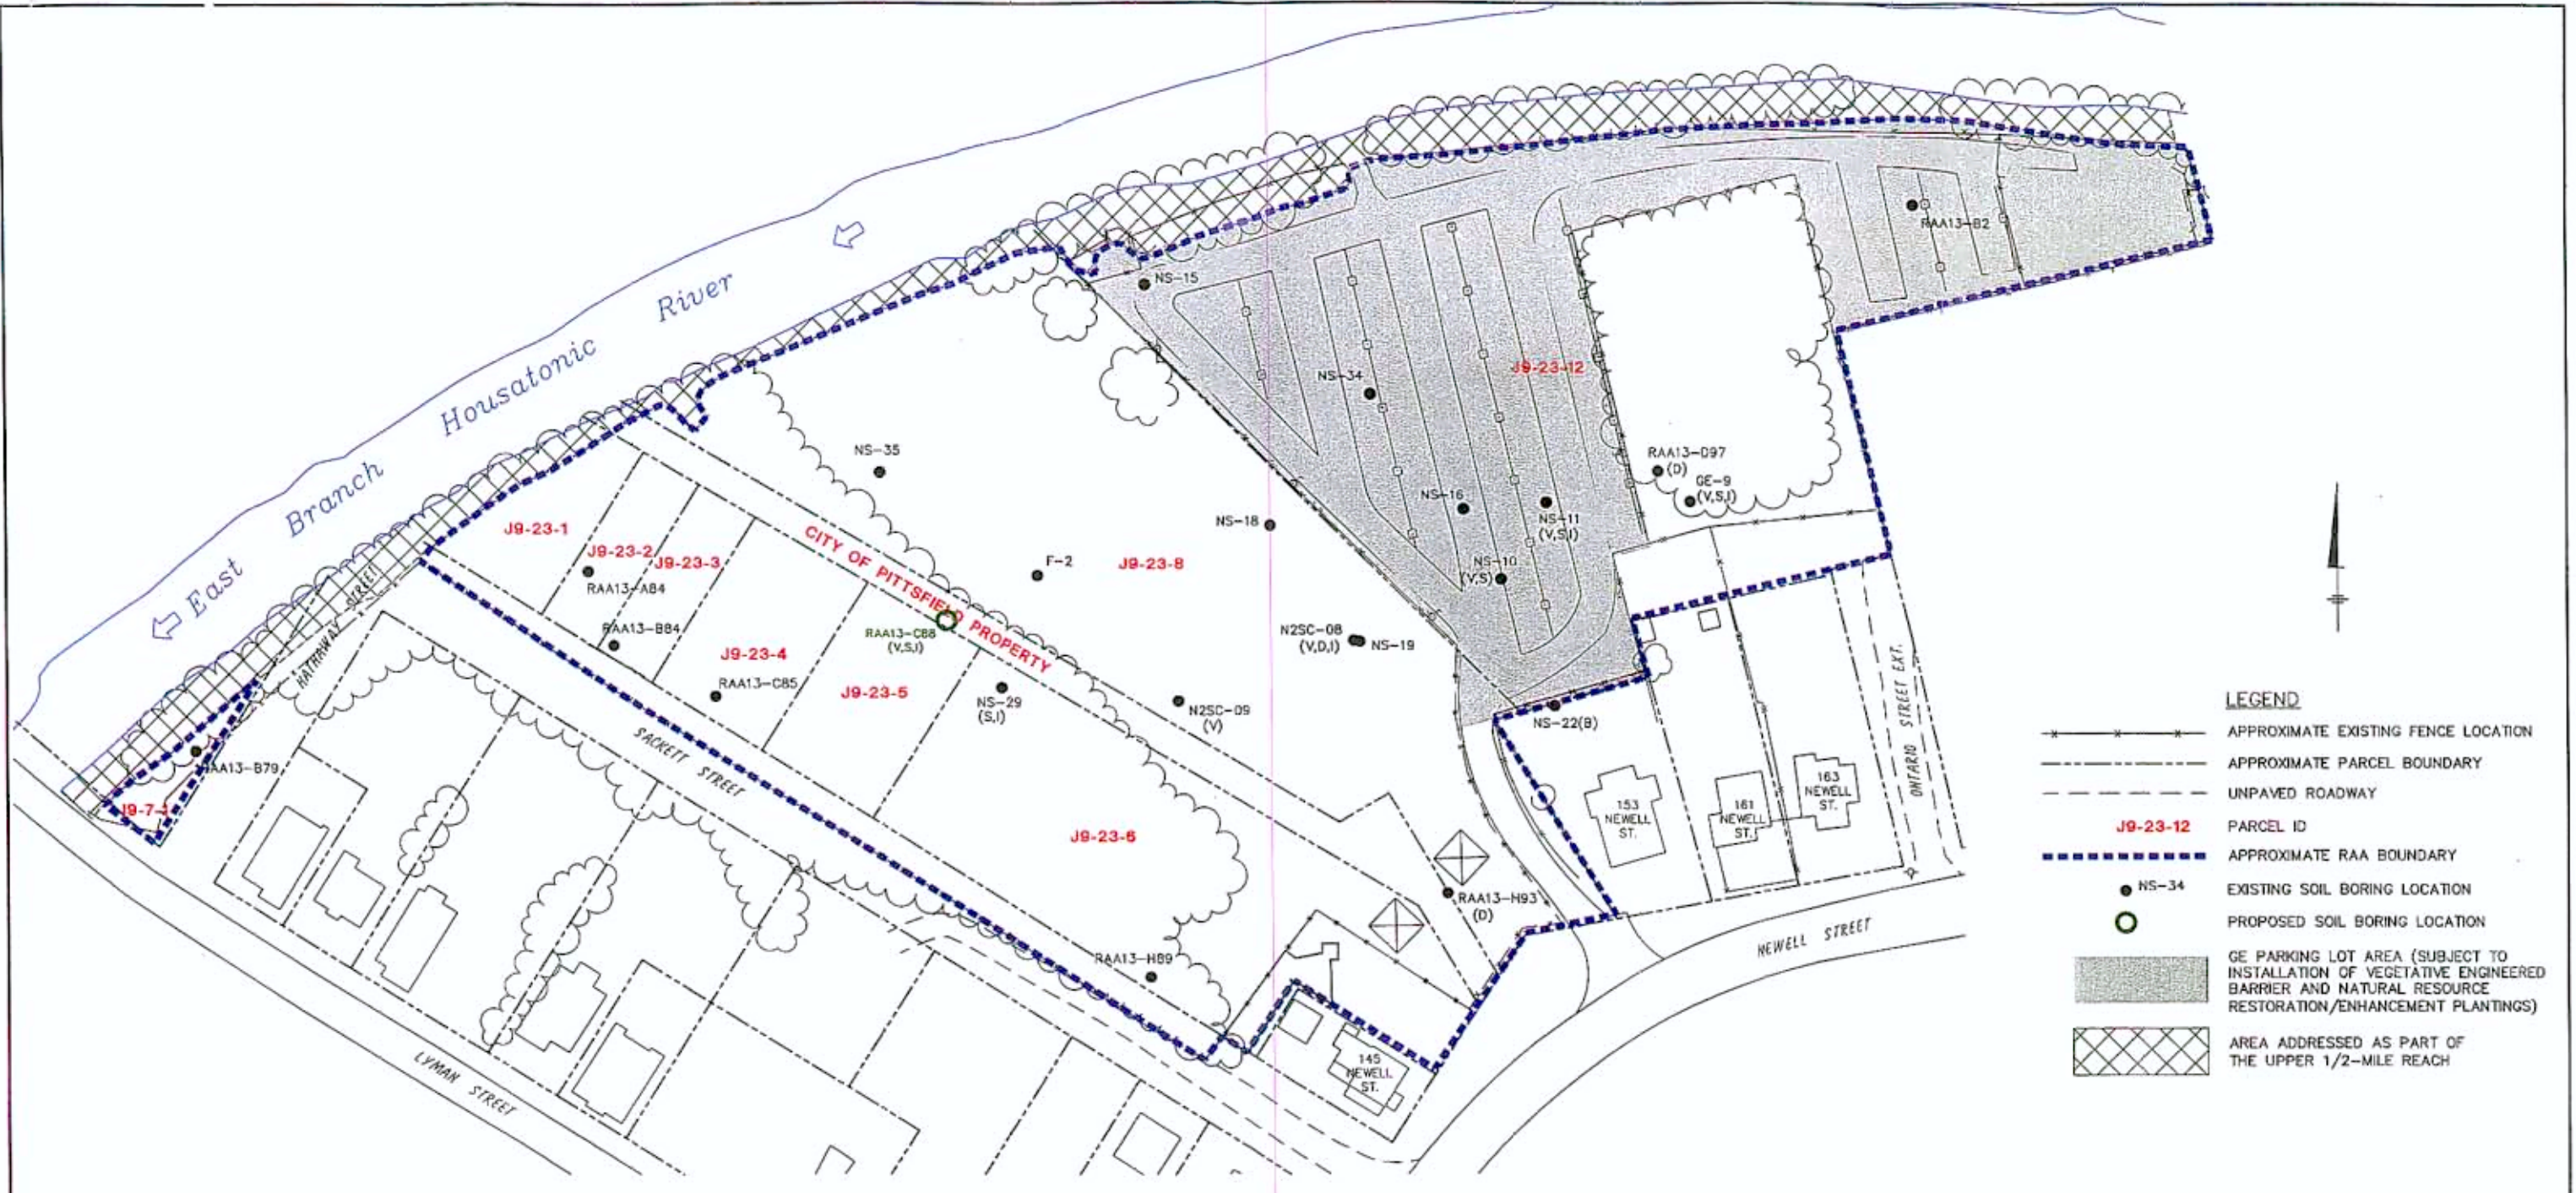 East Branch Housatonic River
RAA13-B2
NS-15
J9-23-12
NS-34
NS-35
RAA13-D97
(D)
GE-9
(V,S,I)
NS-16
NS-11
(V,S,I)
NS-18
J9-23-1
CITY OF PITTSFIELD PROPERTY
J9-23-2
J9-23-3
F-2
J9-23-8
NS-10
(V,S)
RAA13-A84
HATHAWAY STREET
RAA13-B84
RAA13-C88
(V,S,I)
N2SC-08
(V,D,I)
NS-19
J9-23-4
RAA13-C85
J9-23-5
NS-29
(S,I)
N2SC-09
(V)
NS-22(B)
ONTARIO STREET EXT.
SACKETT STREET
RAA13-B79
J9-7-1
J9-23-6
153
NEWELL
ST.
161
NEWELL
ST.
163
NEWELL
ST.
RAA13-H93
(D)
NEWELL STREET
RAA13-H89
145
NEWELL
ST.
LYMAN STREET
LEGEND
APPROXIMATE EXISTING FENCE LOCATION
APPROXIMATE PARCEL BOUNDARY
UNPAVED ROADWAY
J9-23-12 PARCEL ID
APPROXIMATE RAA BOUNDARY
NS-34 EXISTING SOIL BORING LOCATION
PROPOSED SOIL BORING LOCATION
GE PARKING LOT AREA (SUBJECT TO
INSTALLATION OF VEGETATIVE ENGINEERED
BARRIER AND NATURAL RESOURCE
RESTORATION/ENHANCEMENT PLANTINGS)
AREA ADDRESSED AS PART OF
THE UPPER 1/2-MILE REACH